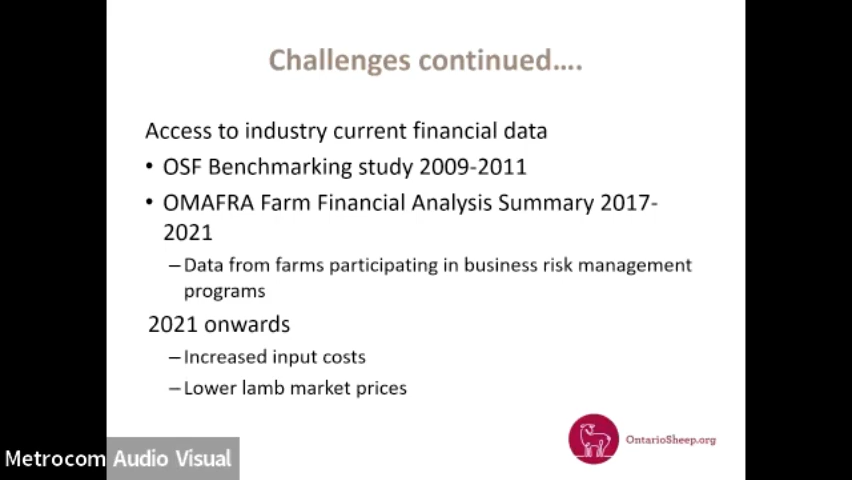 Challenges continued....
Access to industry current financial data
• OSF Benchmarking study 2009-2011
• OMAFRA Farm Financial Analysis Summary 2017-
2021
–Data from farms participating in business risk management
programs
2021 onwards
–Increased input costs
–Lower lamb market prices
OntarioSheep.org
Metrocom Audio Visual